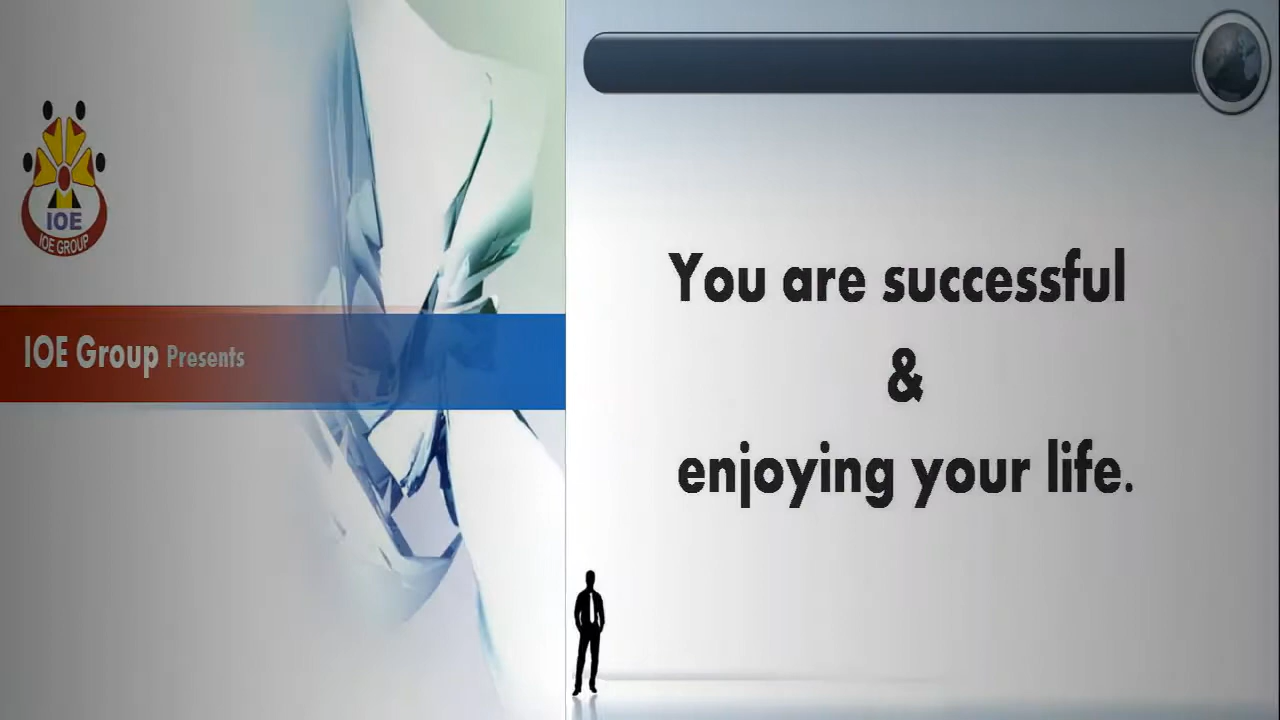 IOE
IOE GROUP
IOE Group Presents
You are successful
&
enjoying your life.